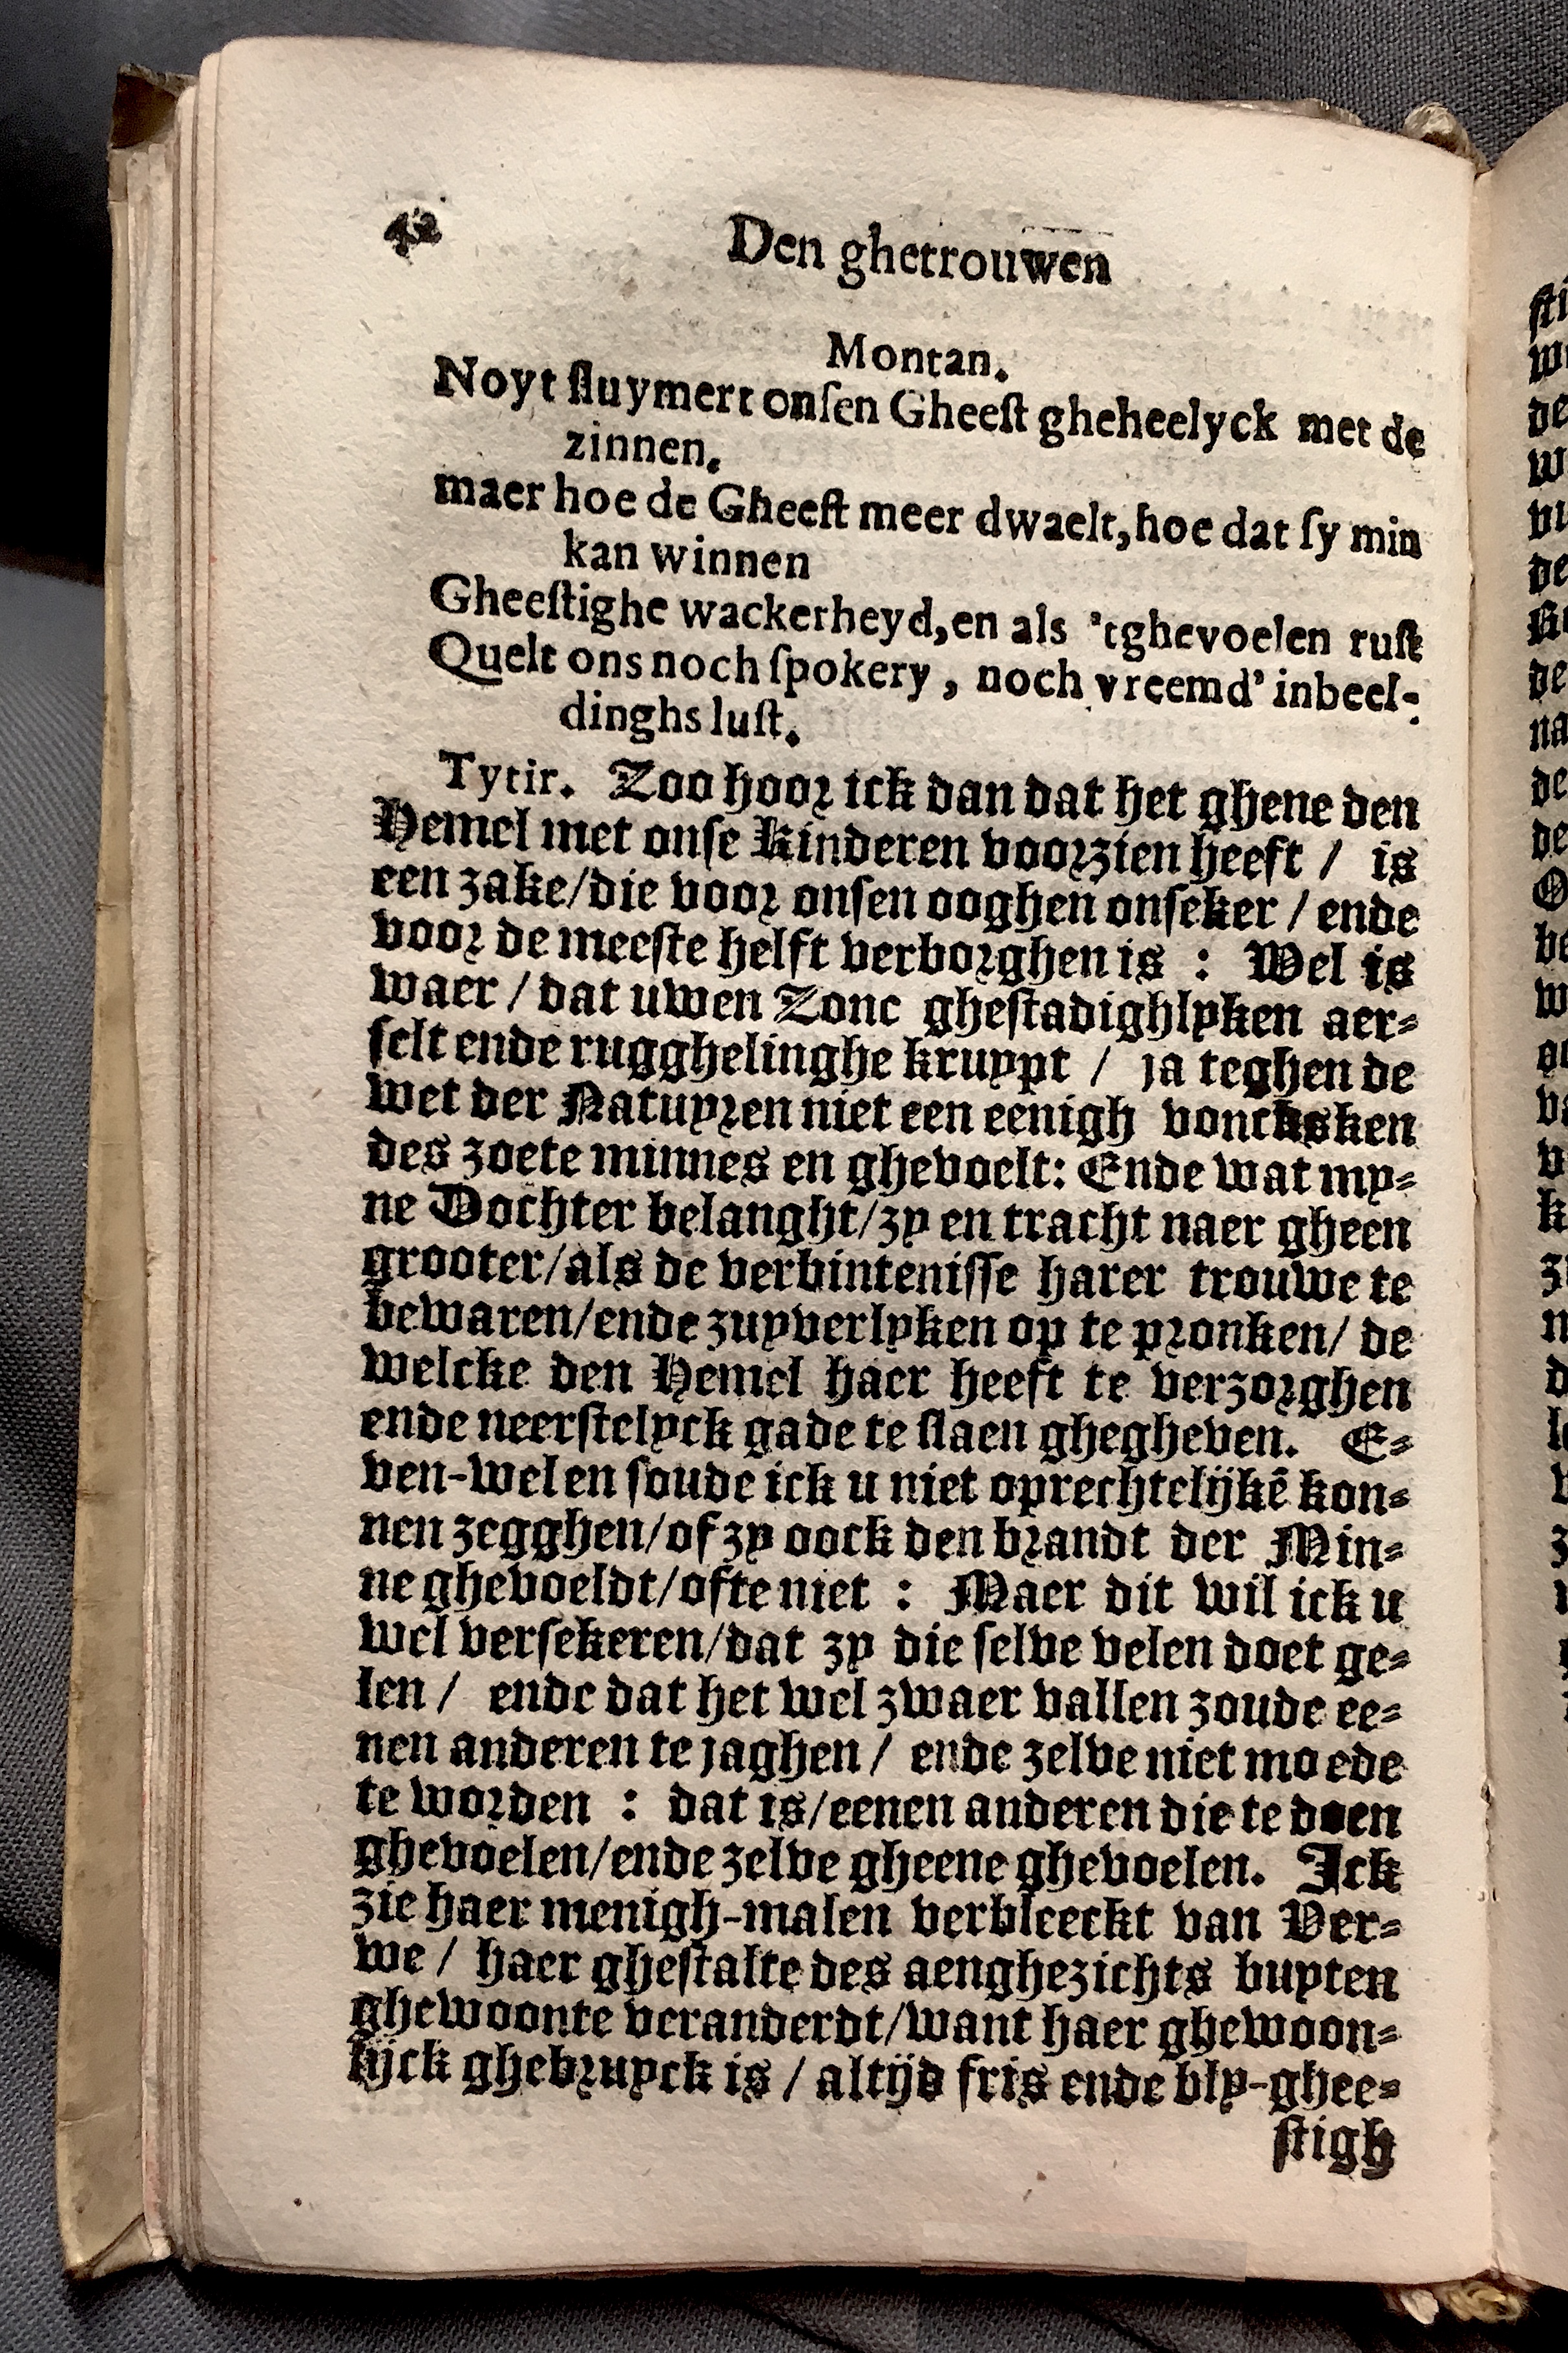 42 Den ghetrouwen
Montan.
Noyt sluymert onsen Gheest gheheelyck met de
zinnen.
maer hoe de Gheest meer dwaelt, hoe dat sy min
kan winnen
Gheestighe wackerheyd, en als 'tghevoelen rust
Quelt ons noch spokery, noch vreemd' inbeel-
dinghs lust.
Tytir. Zoo hoor ick dan dat het ghene den
Hemel met onse Kinderen voorzien heeft / is
een zake / die voor onsen ooghen onseker / ende
voor de meeste helft verborghen is : Wel is
waer / dat uwen Zone ghestadighlyken aer-
selt ende rugghelinghe kruypt / ja teghen de
wet der Natuyren niet een eenigh voncksken
des zoete minnes en ghevoelt: Ende wat my-
ne Dochter belanght / zy en tracht naer gheen
grooter / als de verbintenisse harer trouwe te
bewaren / ende zuyverlyken op te pronken / de
welcke den Hemel haer heeft te verzorghen
ende neerstelyck gade te slaen ghegheven. E-
ven-wel en soude ick u niet oprechtelijkē kon-
nen zegghen / of zy oock den brandt der Min-
ne ghevoeldt / ofte niet : Maer dit wil ick u
wel versekeren / dat zy die selve velen doet ge-
len / ende dat het wel zwaer vallen zoude ee-
nen anderen te jaghen / ende zelve niet moede
te worden : dat is / eenen anderen die te doen
ghevoelen / ende zelve gheene ghevoelen. Ick
zie haer menigh-malen verbleeckt van Ver-
we / haer ghestalte des aenghezichts buyten
ghewoonte veranderdt / want haer ghewoon-
lijck ghebruyck is / altijd fris ende bly-ghee-
stigh